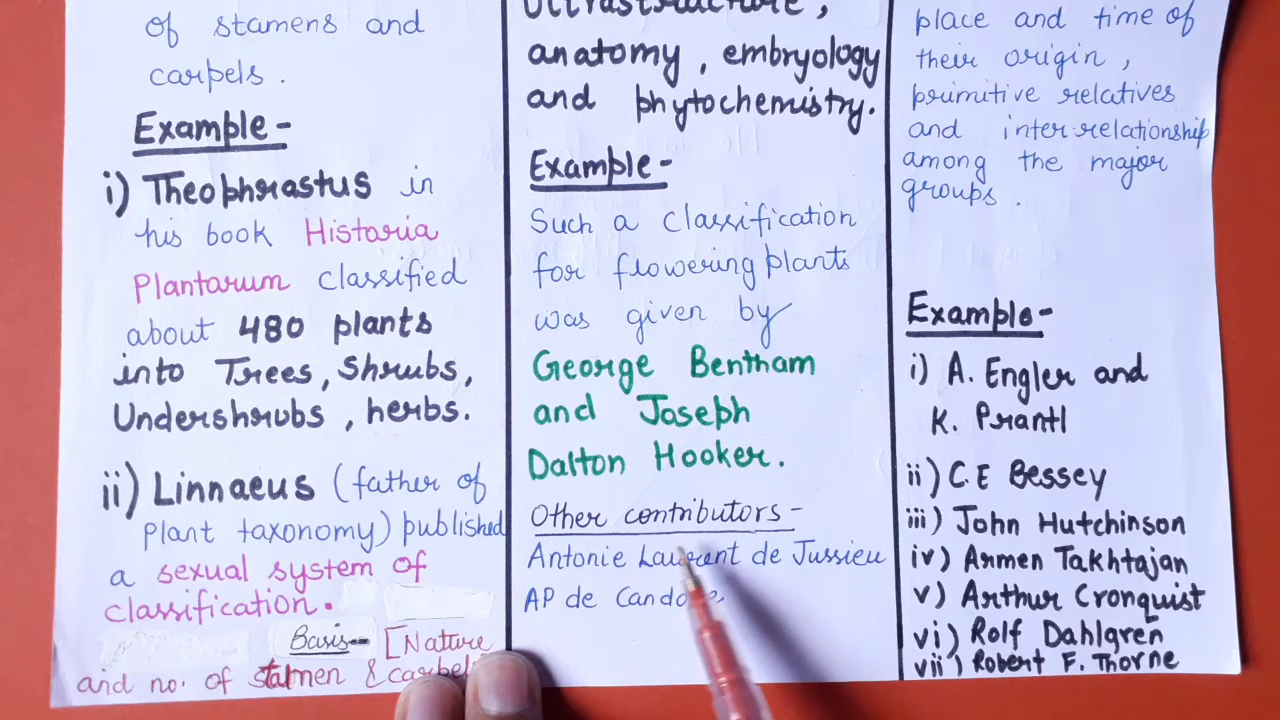 of stamens and
carpels.
Example-
i) Theophrastus in
his book Historia
Plantarum classified
about 480 plants
into Trees, Shrubs,
Undershrubs, herbs.
ii) Linnaeus (father of
plant taxonomy) published
a sexual system of
classification.
Basis- [Nature
and no. of stamen & carpel
Ultrastructure,
anatomy, embryology
and phytochemistry.
Example-
Such a classification
for flowering plants
was given by
George Bentham
and Joseph
Dalton Hooker.
Other contributors-
Antonie Laurent de Jussieu
AP de Candolle
place and time of
their origin,
primitive relatives
and inter-relationship
among the major
groups.
Example-
i) A. Engler and
K. Prantl
ii) C.E Bessey
iii) John Hutchinson
iv) Armen Takhtajan
v) Arthur Cronquist
vi) Rolf Dahlgren
vii) Robert F. Thorne